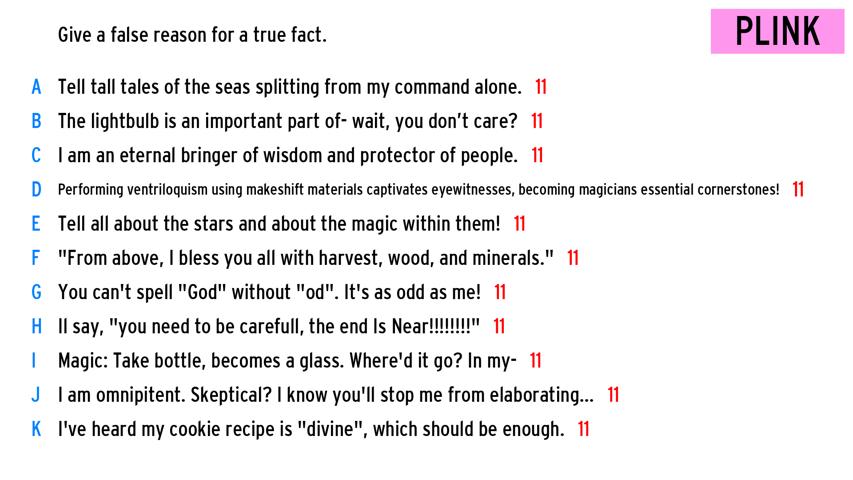 Give a false reason for a true fact.
PLINK
A Tell tall tales of the seas splitting from my command alone. 11
B The lightbulb is an important part of- wait, you don't care? 11
C I am an eternal bringer of wisdom and protector of people. 11
D Performing ventriloquism using makeshift materials captivates eyewitnesses, becoming magicians essential cornerstones! 11
E Tell all about the stars and about the magic within them! 11
F "From above, I bless you all with harvest, wood, and minerals." 11
G You can't spell "God" without "od". It's as odd as me! 11
H Il say, "you need to be carefull, the end Is Near!!!!!!!!" 11
I Magic: Take bottle, becomes a glass. Where'd it go? In my- 11
J I am omnipitent. Skeptical? I know you'll stop me from elaborating... 11
K I've heard my cookie recipe is "divine", which should be enough. 11